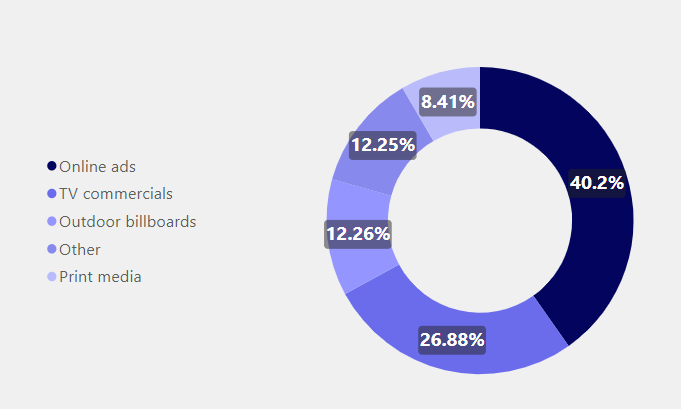 Online ads
TV commercials
Outdoor billboards
Other
Print media
8.41%
12.25%
40.2%
12.26%
26.88%